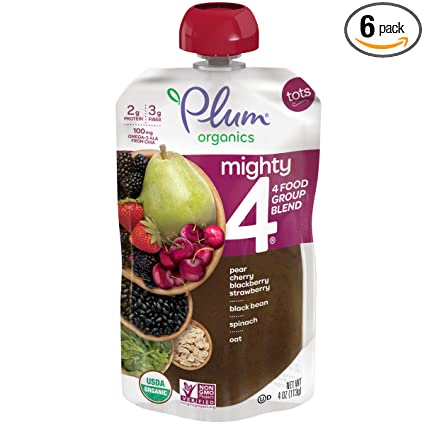 6 pack
tots
Plum®
organics
2g PROTEIN
3g FIBER
100mg
OMEGA-3 ALA
FROM CHIA
mighty
4®
4 FOOD
GROUP
BLEND
pear
cherry
blackberry
strawberry
black bean
spinach
oat
USDA
ORGANIC
NON
GMO
Project
VERIFIED
nongmoproject.org
U D
NET WT
4 OZ (113g)